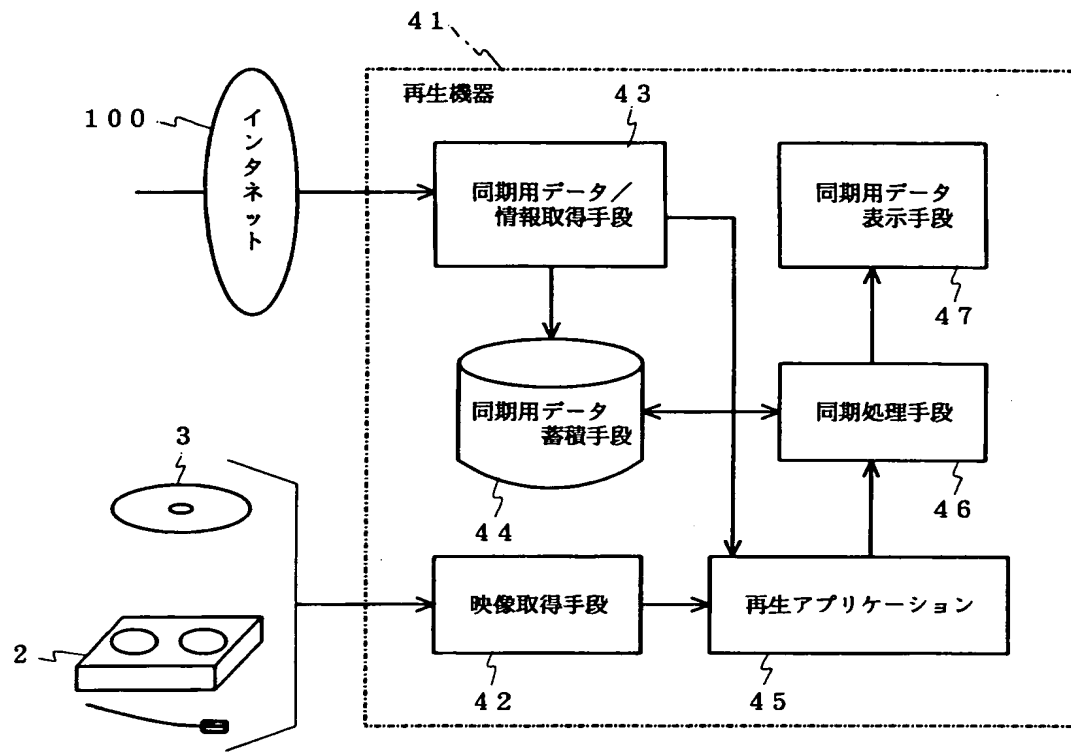 41
再生機器
43
100
インタネット
同期用データ／
情報取得手段
同期用データ
表示手段
47
同期用データ
蓄積手段
同期処理手段
3
44
46
映像取得手段
再生アプリケーション
2
42
45